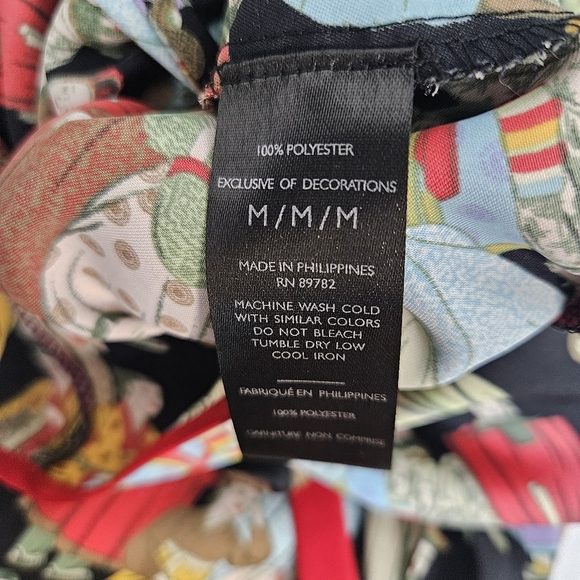 100% POLYESTER
EXCLUSIVE OF DECORATIONS
M/M/M
MADE IN PHILIPPINES
RN 89782
MACHINE WASH COLD
WITH SIMILAR COLORS
DO NOT BLEACH
TUMBLE DRY LOW
COOL IRON
FABRIQUÉ EN PHILIPPINES
100% POLYESTER
GARNITURE NON COMPRISE